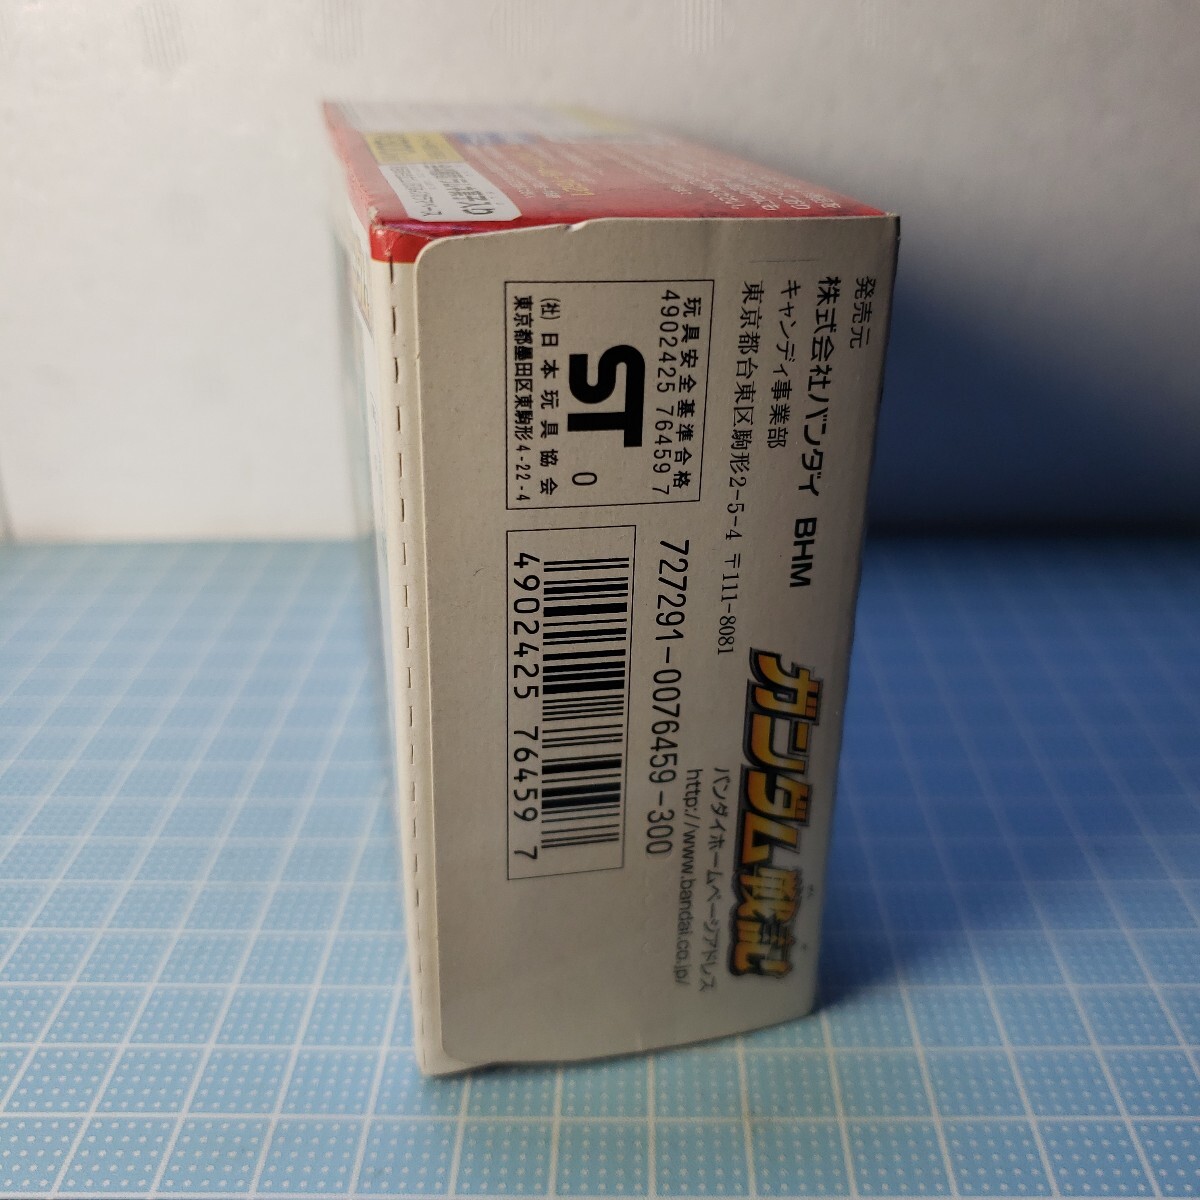 発売元
株式会社バンダイ BHM
キャンディ事業部
東京都台東区駒形2-5-4 〒111-8081
ガンダム戦記
バンダイホームページアドレス
http://www.bandai.co.jp/
玩具安全基準合格
4902425 76459 7
ST
0
(社)日本玩具協会
東京都墨田区東駒形4-22-4
727291-0076459-300
4902425 764597